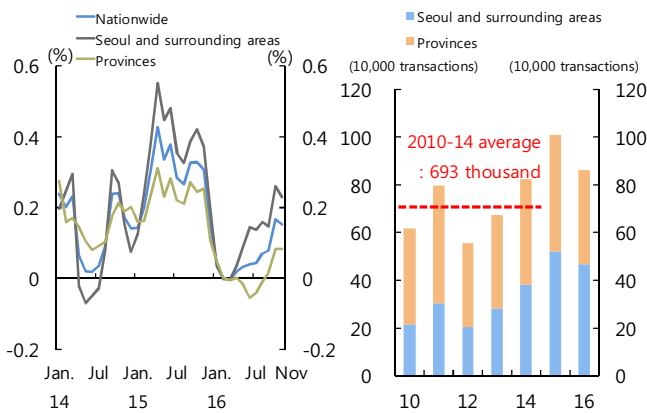 Nationwide
Seoul and surrounding areas
Provinces
(%)
(%)
0.6
0.4
0.2
0
-0.2
0.6
0.4
0.2
0
-0.2
Jan. Jul Jan. Jul Jan. Jul Nov
14 15 16
Seoul and surrounding areas
Provinces
(10,000 transactions)
(10,000 transactions)
120
100
80
60
40
20
0
2010-14 average
: 693 thousand
120
100
80
60
40
20
0
10 12 14 16